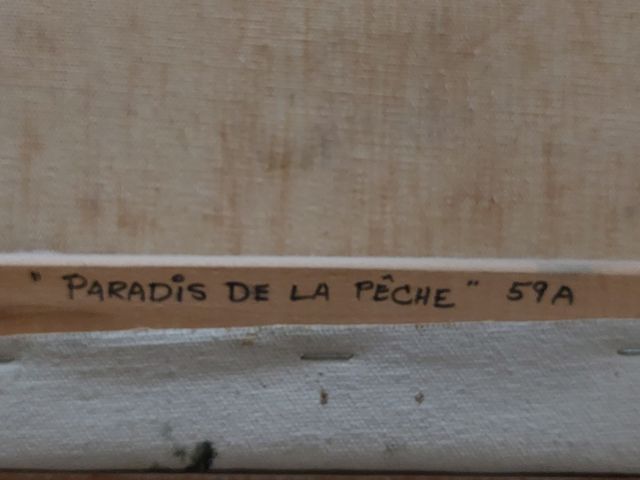 " PARADiS DE LA PÊCHE " 59A